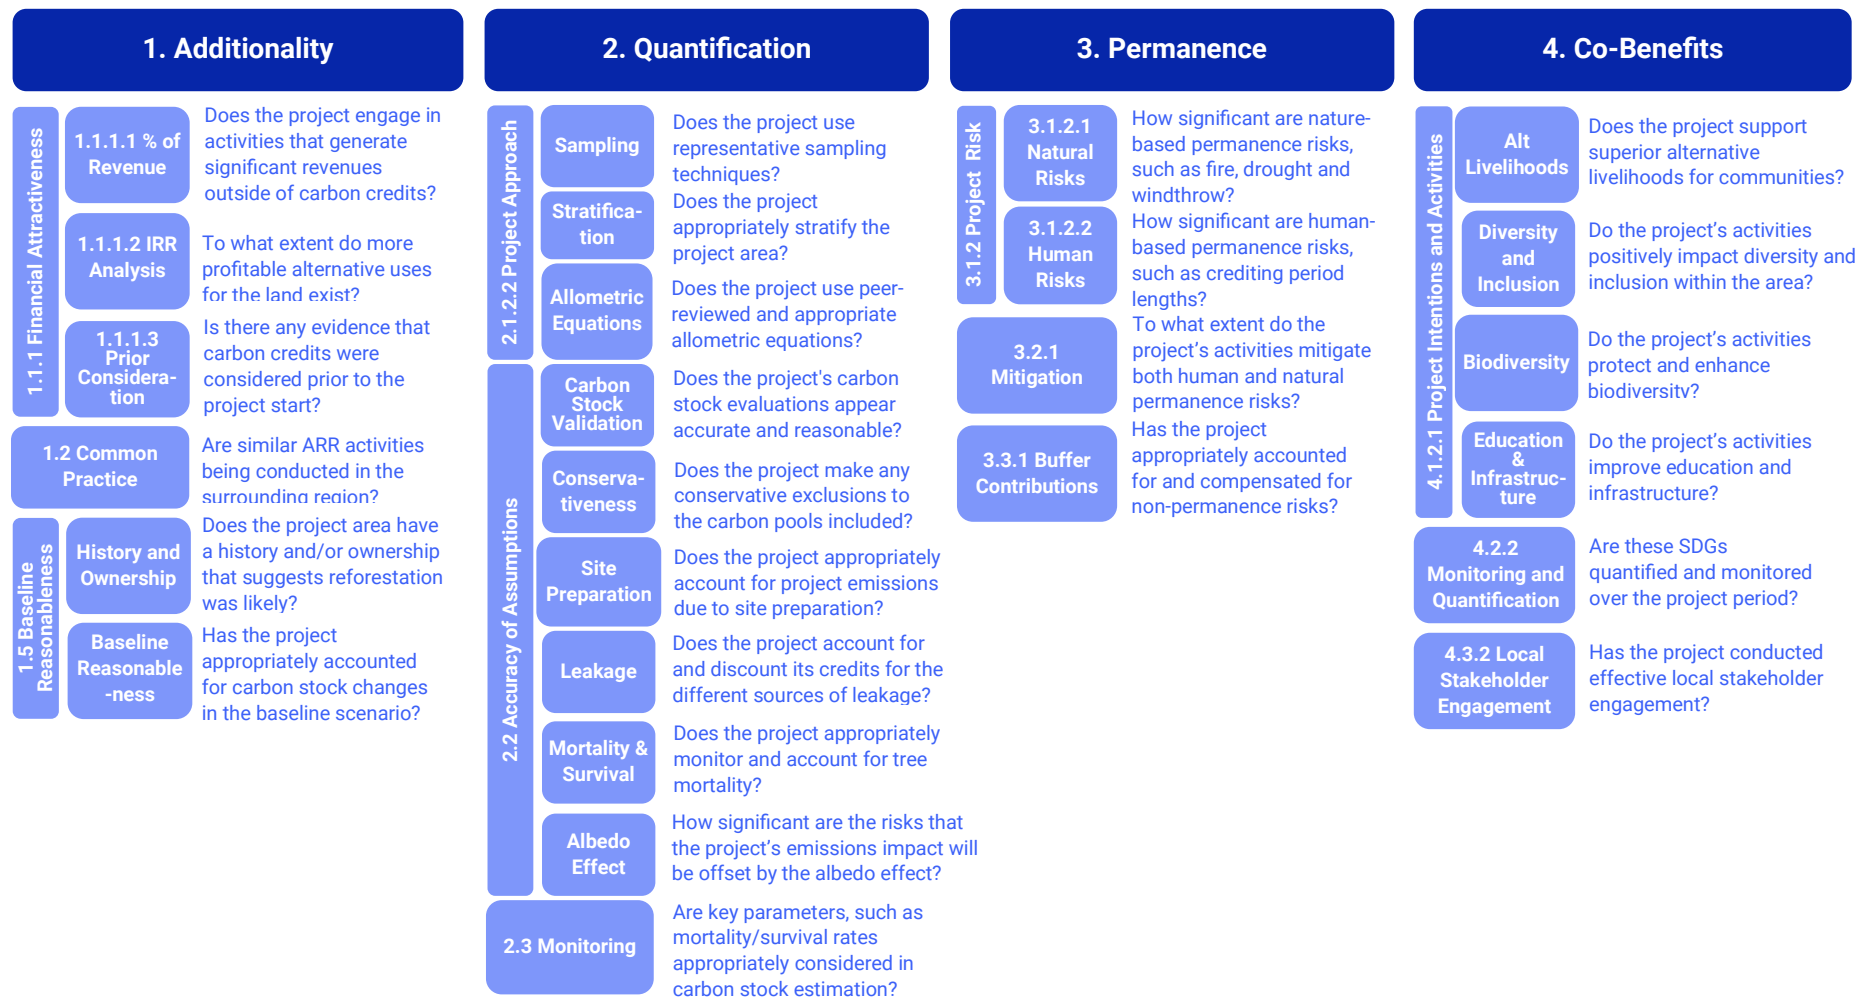 1. Additionality
1.1.1 Financial Attractiveness
1.1.1.1 % of
Revenue
Does the project engage in
activities that generate
significant revenues
outside of carbon credits?
1.1.1.2 IRR
Analysis
To what extent do more
profitable alternative uses
for the land exist?
1.1.1.3
Prior
Considera-
tion
Is there any evidence that
carbon credits were
considered prior to the
project start?
1.2 Common
Practice
Are similar ARR activities
being conducted in the
surrounding region?
1.5 Baseline
Reasonableness
History and
Ownership
Does the project area have
a history and/or ownership
that suggests reforestation
was likely?
Baseline
Reasonable
-ness
Has the project
appropriately accounted
for carbon stock changes
in the baseline scenario?
2. Quantification
2.1.2.2 Project Approach
Sampling
Does the project use
representative sampling
techniques?
Stratifica-
tion
Does the project
appropriately stratify the
project area?
Allometric
Equations
Does the project use peer-
reviewed and appropriate
allometric equations?
2.2 Accuracy of Assumptions
Carbon
Stock
Validation
Does the project's carbon
stock evaluations appear
accurate and reasonable?
Conserva-
tiveness
Does the project make any
conservative exclusions to
the carbon pools included?
Site
Preparation
Does the project appropriately
account for project emissions
due to site preparation?
Leakage
Does the project account for
and discount its credits for the
different sources of leakage?
Mortality &
Survival
Does the project appropriately
monitor and account for tree
mortality?
Albedo
Effect
How significant are the risks that
the project’s emissions impact will
be offset by the albedo effect?
2.3 Monitoring
Are key parameters, such as
mortality/survival rates
appropriately considered in
carbon stock estimation?
3. Permanence
3.1.2 Project Risk
3.1.2.1
Natural
Risks
How significant are nature-
based permanence risks,
such as fire, drought and
windthrow?
3.1.2.2
Human
Risks
How significant are human-
based permanence risks,
such as crediting period
lengths?
3.2.1
Mitigation
To what extent do the
project’s activities mitigate
both human and natural
permanence risks?
3.3.1 Buffer
Contributions
Has the project
appropriately accounted
for and compensated for
non-permanence risks?
4. Co-Benefits
4.1.2.1 Project Intentions and Activities
Alt
Livelihoods
Does the project support
superior alternative
livelihoods for communities?
Diversity
and
Inclusion
Do the project’s activities
positively impact diversity and
inclusion within the area?
Biodiversity
Do the project’s activities
protect and enhance
biodiversity?
Education
&
Infrastruc-
ture
Do the project’s activities
improve education and
infrastructure?
4.2.2
Monitoring and
Quantification
Are these SDGs
quantified and monitored
over the project period?
4.3.2 Local
Stakeholder
Engagement
Has the project conducted
effective local stakeholder
engagement?